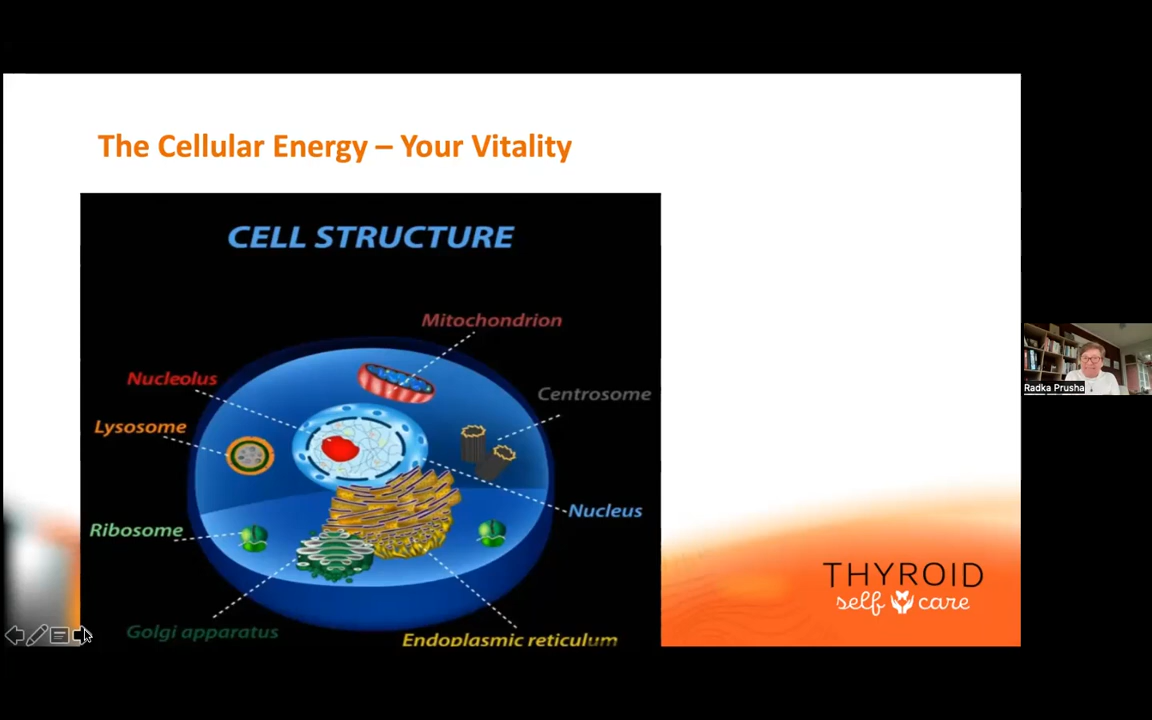 The Cellular Energy – Your Vitality
CELL STRUCTURE
Mitochondrion
Nucleolus
Centrosome
Lysosome
Nucleus
Ribosome
Golgi apparatus
Endoplasmic reticulum
THYROID
self care
Radka Prusha